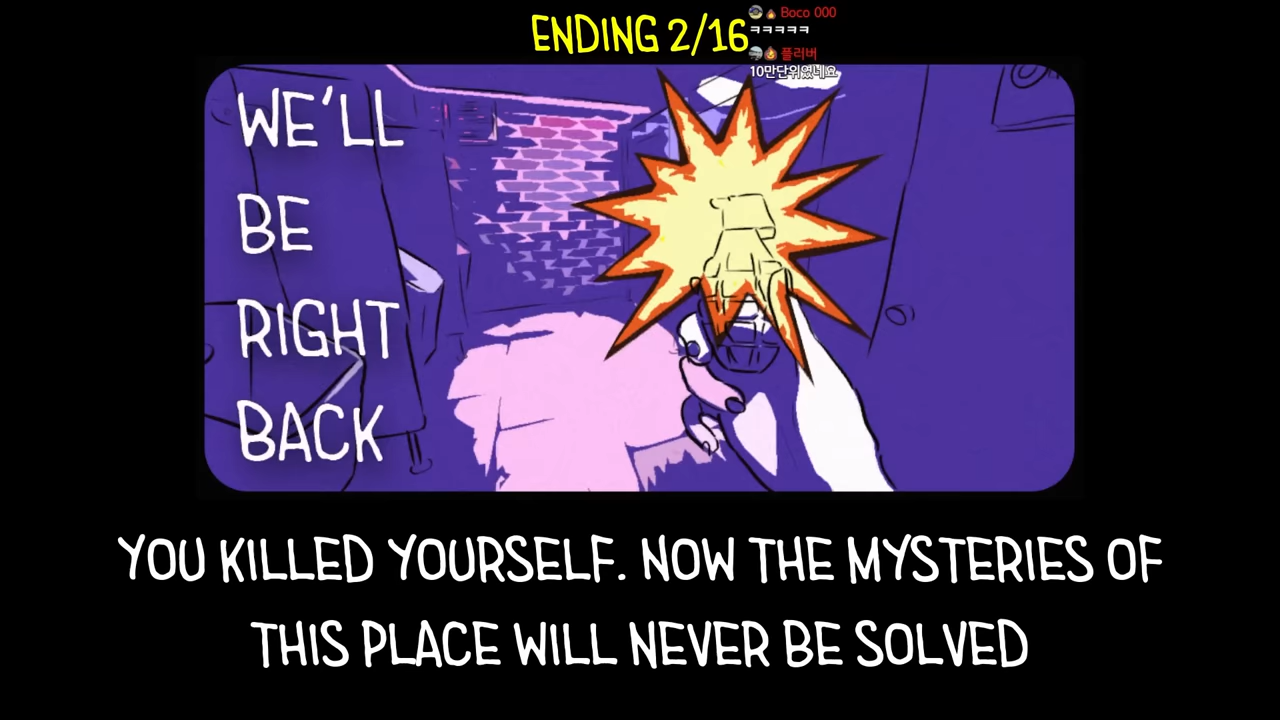 ENDING 2/16
Boco 000
ㅋㅋㅋㅋㅋ
플러버
10만단위였네요
WE'LL
BE
RIGHT
BACK
YOU KILLED YOURSELF. NOW THE MYSTERIES OF
THIS PLACE WILL NEVER BE SOLVED